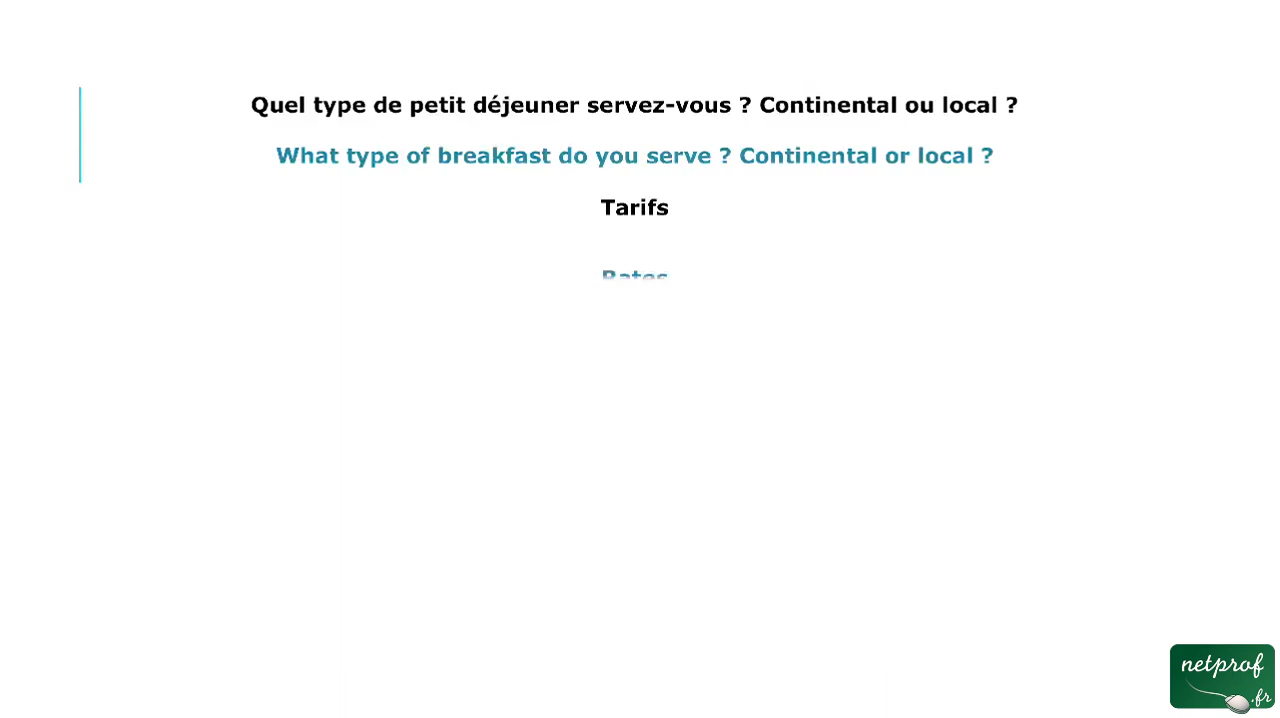 Quel type de petit déjeuner servez-vous ? Continental ou local ?
What type of breakfast do you serve ? Continental or local ?
Tarifs
Rates
netprof
.fr